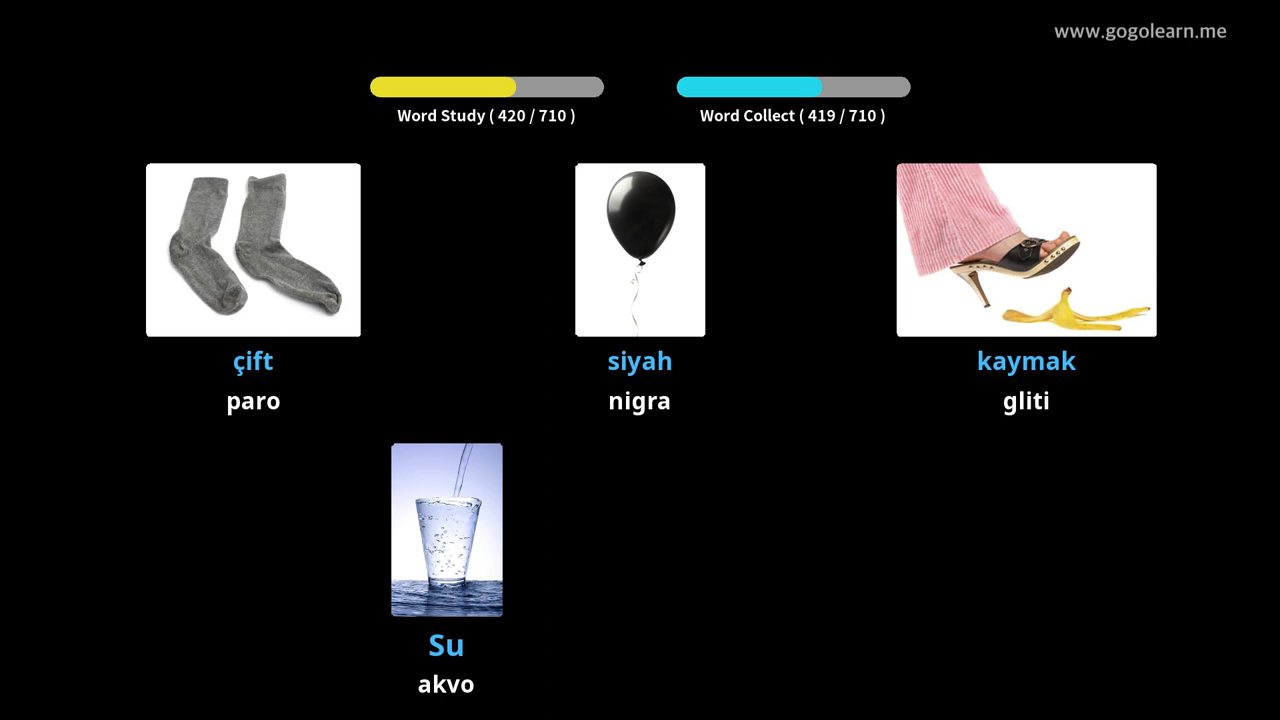 www.gogolearn.me
Word Study ( 420 / 710 )
Word Collect ( 419 / 710 )
çift
paro
siyah
nigra
kaymak
gliti
Su
akvo